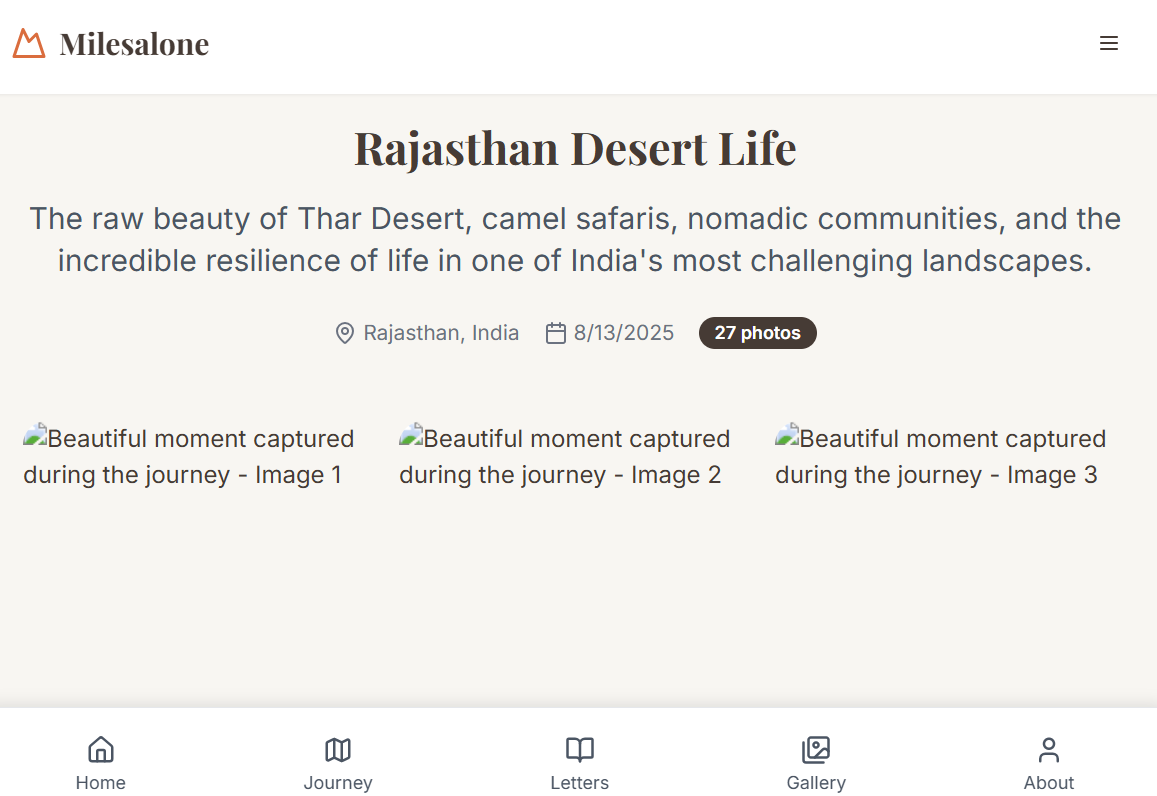 Milesalone
Rajasthan Desert Life
The raw beauty of Thar Desert, camel safaris, nomadic communities, and the
incredible resilience of life in one of India's most challenging landscapes.
Rajasthan, India 8/13/2025 27 photos
Beautiful moment captured
during the journey - Image 1
Beautiful moment captured
during the journey - Image 2
Beautiful moment captured
during the journey - Image 3
Home Journey Letters Gallery About